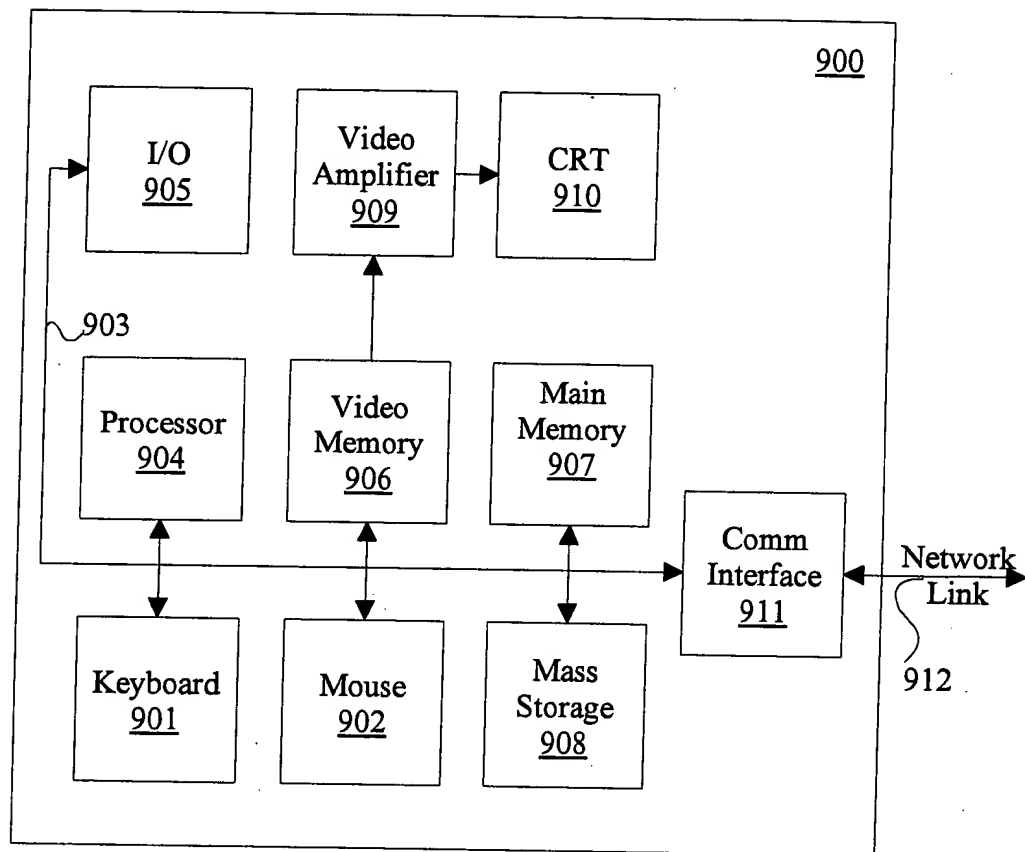 900
I/O
905
Video
Amplifier
909
CRT
910
903
Processor
904
Video
Memory
906
Main
Memory
907
Comm
Interface
911
Network
Link
912
Keyboard
901
Mouse
902
Mass
Storage
908